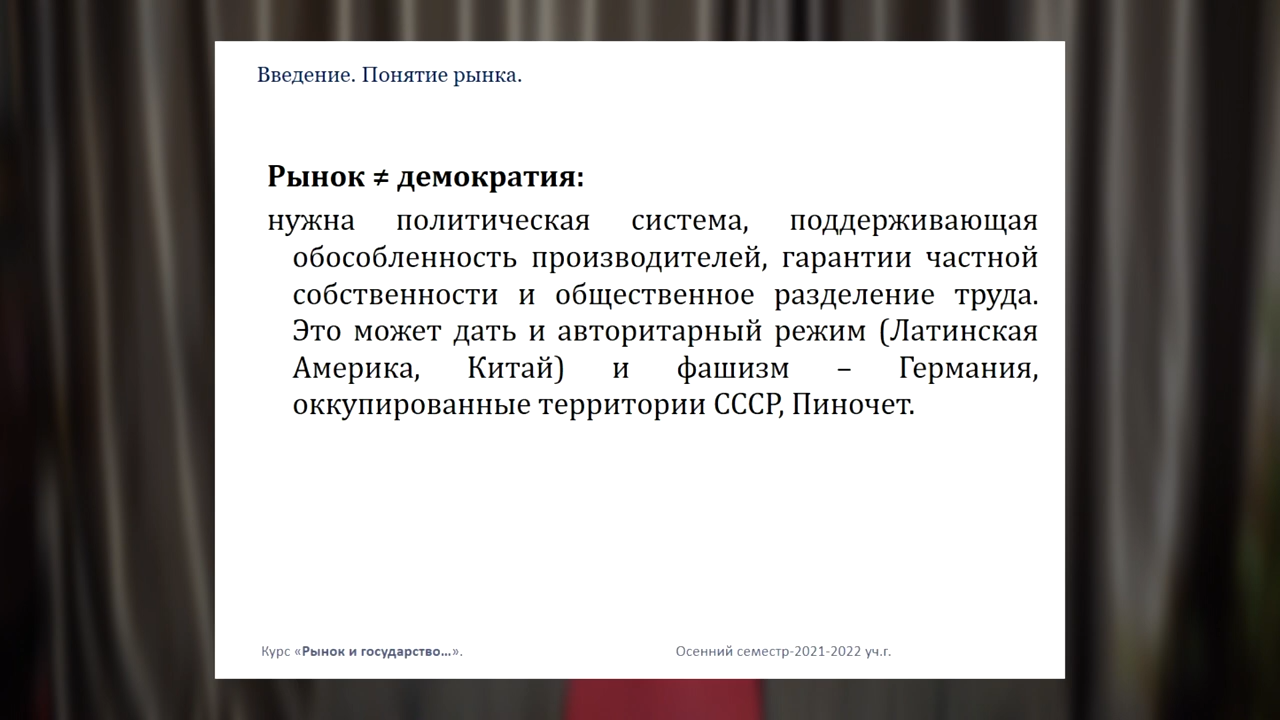 Введение. Понятие рынка.
Рынок ≠ демократия:
нужна политическая система, поддерживающая
обособленность производителей, гарантии частной
собственности и общественное разделение труда.
Это может дать и авторитарный режим (Латинская
Америка, Китай) и фашизм – Германия,
оккупированные территории СССР, Пиночет.
Курс «Рынок и государство…». Осенний семестр-2021-2022 уч.г.